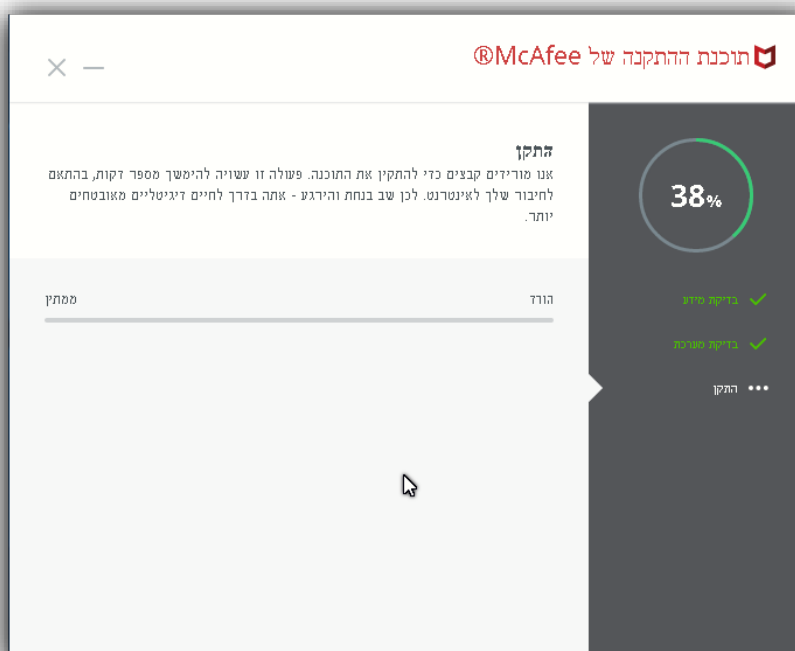 תוכנת ההתקנה של McAfee®
38%
בדיקת מידע
בדיקת מערכת
התקן
התקן
אנו מורידים קבצים כדי להתקין את התוכנה. פעולה זו עשויה להימשך מספר דקות, בהתאם
לחיבור שלך לאינטרנט. לכן שב בנחת והירגע - אתה בדרך לחיים דיגיטליים מאובטחים
יותר.
הורד ממתין